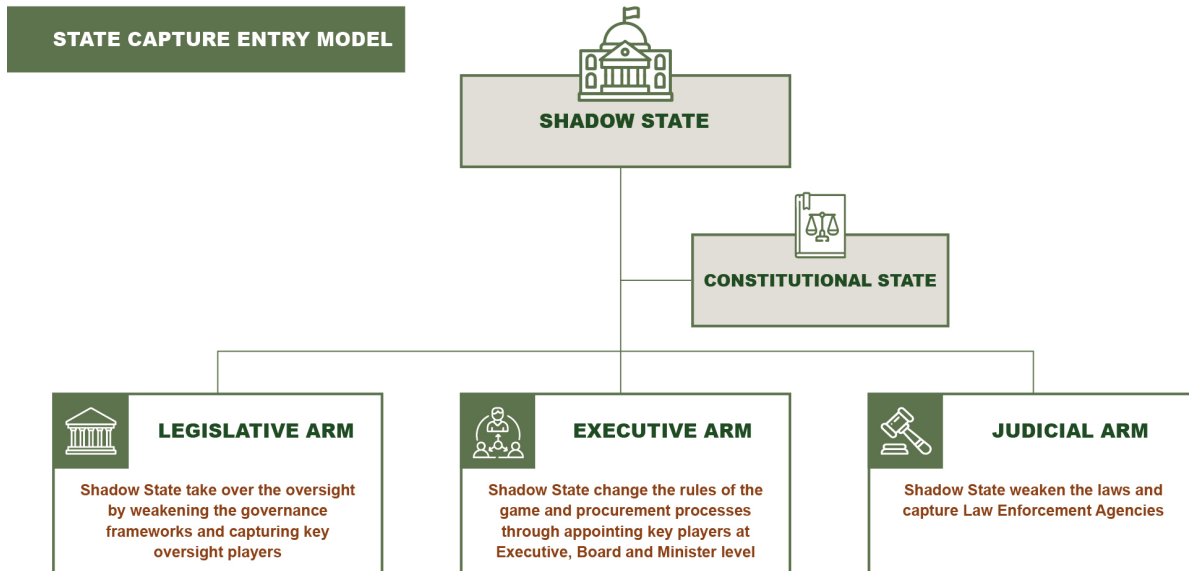 STATE CAPTURE ENTRY MODEL
SHADOW STATE
CONSTITUTIONAL STATE
LEGISLATIVE ARM
Shadow State take over the oversight
by weakening the governance
frameworks and capturing key
oversight players
EXECUTIVE ARM
Shadow State change the rules of the
game and procurement processes
through appointing key players at
Executive, Board and Minister level
JUDICIAL ARM
Shadow State weaken the laws and
capture Law Enforcement Agencies